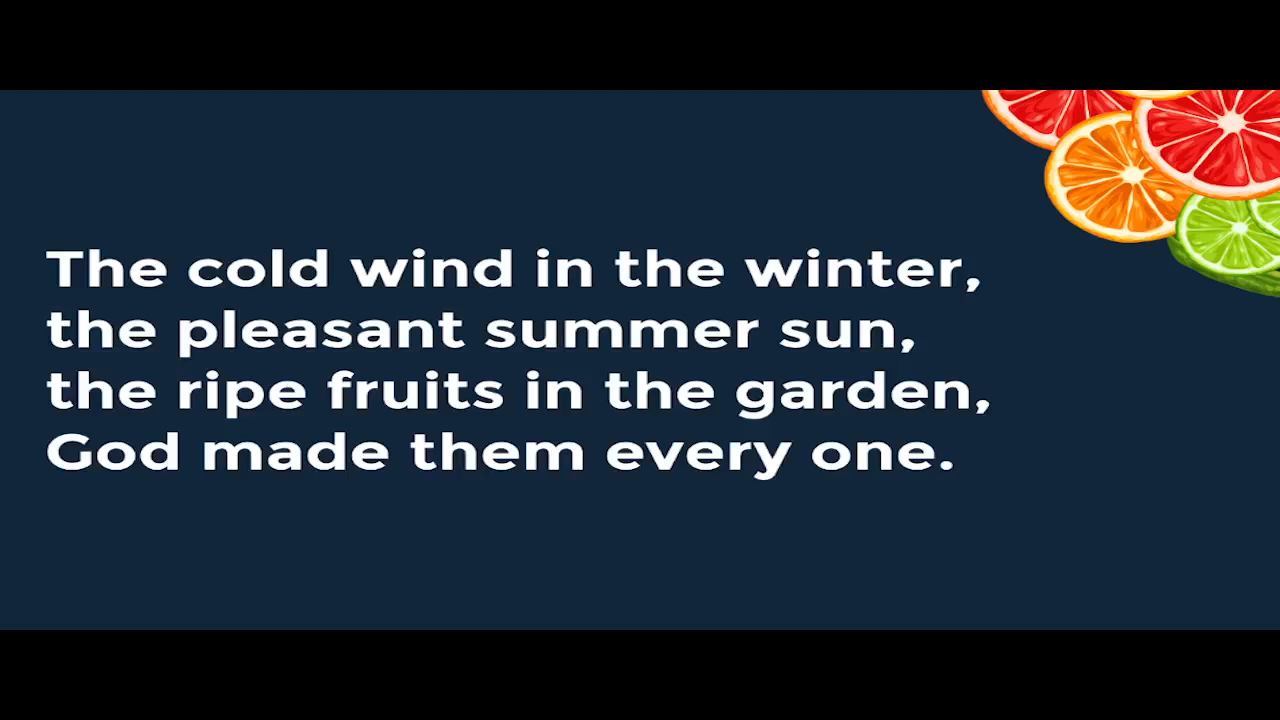 The cold wind in the winter,
the pleasant summer sun,
the ripe fruits in the garden,
God made them every one.